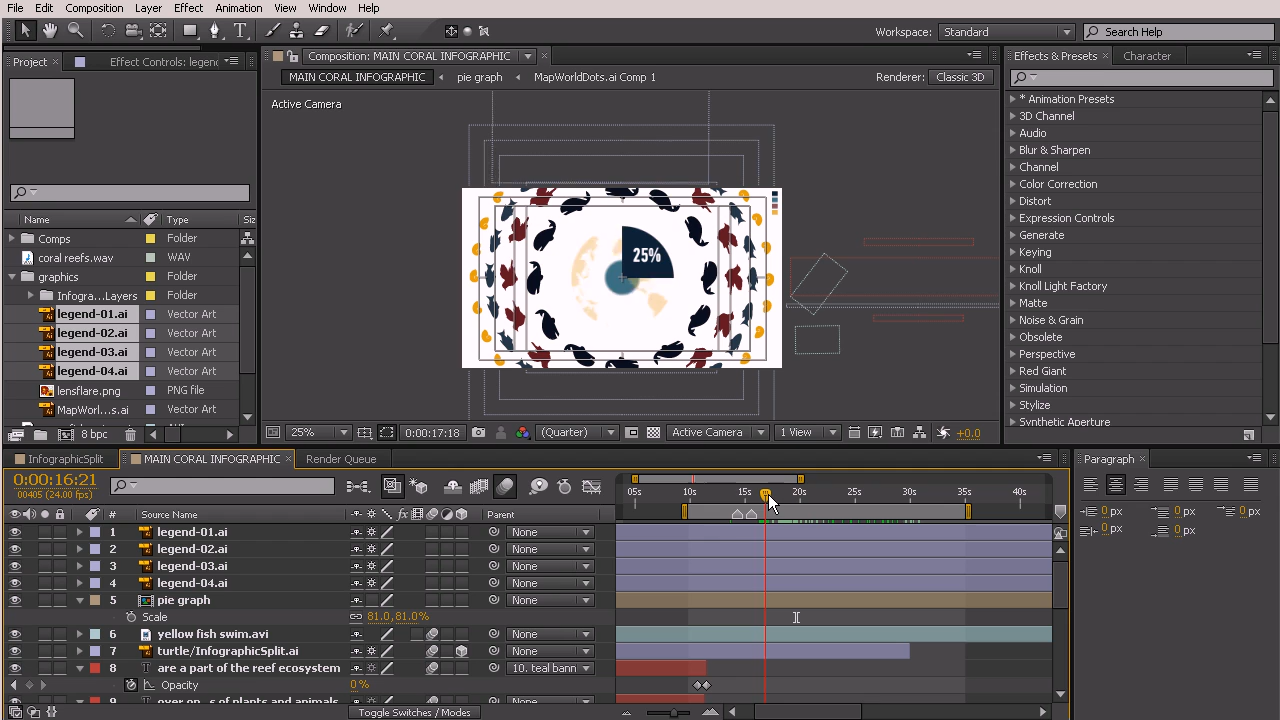 File Edit Composition Layer Effect Animation View Window Help
Workspace: Standard Search Help
Project × Effect Controls: legend
Composition: MAIN CORAL INFOGRAPHIC
Effects & Presets × Character
MAIN CORAL INFOGRAPHIC pie graph MapWorldDots.ai Comp 1 Renderer: Classic 3D
Active Camera
25%
Name Type Siz
Comps Folder
coral reefs.wav WAV
graphics Folder
Infogra...Layers Folder
legend-01.ai Vector Art
legend-02.ai Vector Art
legend-03.ai Vector Art
legend-04.ai Vector Art
lensflare.png PNG file
MapWorl...s.ai Vector Art
8 bpc
25% 0:00:17:18 (Quarter) Active Camera 1 View +0.0
* Animation Presets
3D Channel
Audio
Blur & Sharpen
Channel
Color Correction
Distort
Expression Controls
Generate
Keying
Knoll
Knoll Light Factory
Matte
Noise & Grain
Obsolete
Perspective
Red Giant
Simulation
Stylize
Synthetic Aperture
InfographicSplit MAIN CORAL INFOGRAPHIC × Render Queue
0:00:16:21
00405 (24.00 fps)
05s 10s 15s 20s 25s 30s 35s 40s
# Source Name fx Parent
1 legend-01.ai None
2 legend-02.ai None
3 legend-03.ai None
4 legend-04.ai None
5 pie graph None
Scale 81.0,81.0%
6 yellow fish swim.avi None
7 turtle/InfographicSplit.ai None
8 T are a part of the reef ecosystem 10. teal bann
Opacity 0 %
9 over ... s of plants and animals None
Toggle Switches / Modes
Paragraph ×
0 px 0 px 0 px
0 px 0 px